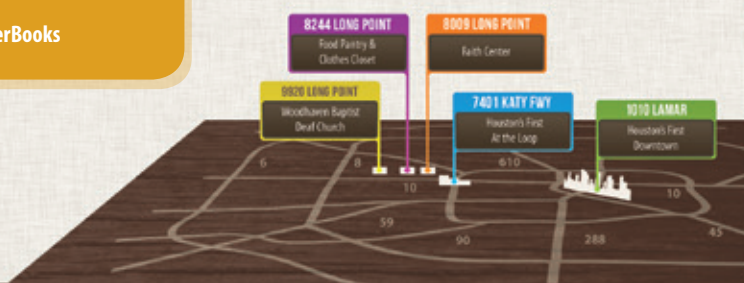 erBooks
8244 LONG POINT
Food Pantry &
Clothes Closet
8009 LONG POINT
Faith Center
9920 LONG POINT
Woodhaven Baptist
Deaf Church
7401 KATY FWY
Houston's First
At the Loop
1010 LAMAR
Houston's First
Downtown
6
8
610
10
10
59
90
288
45